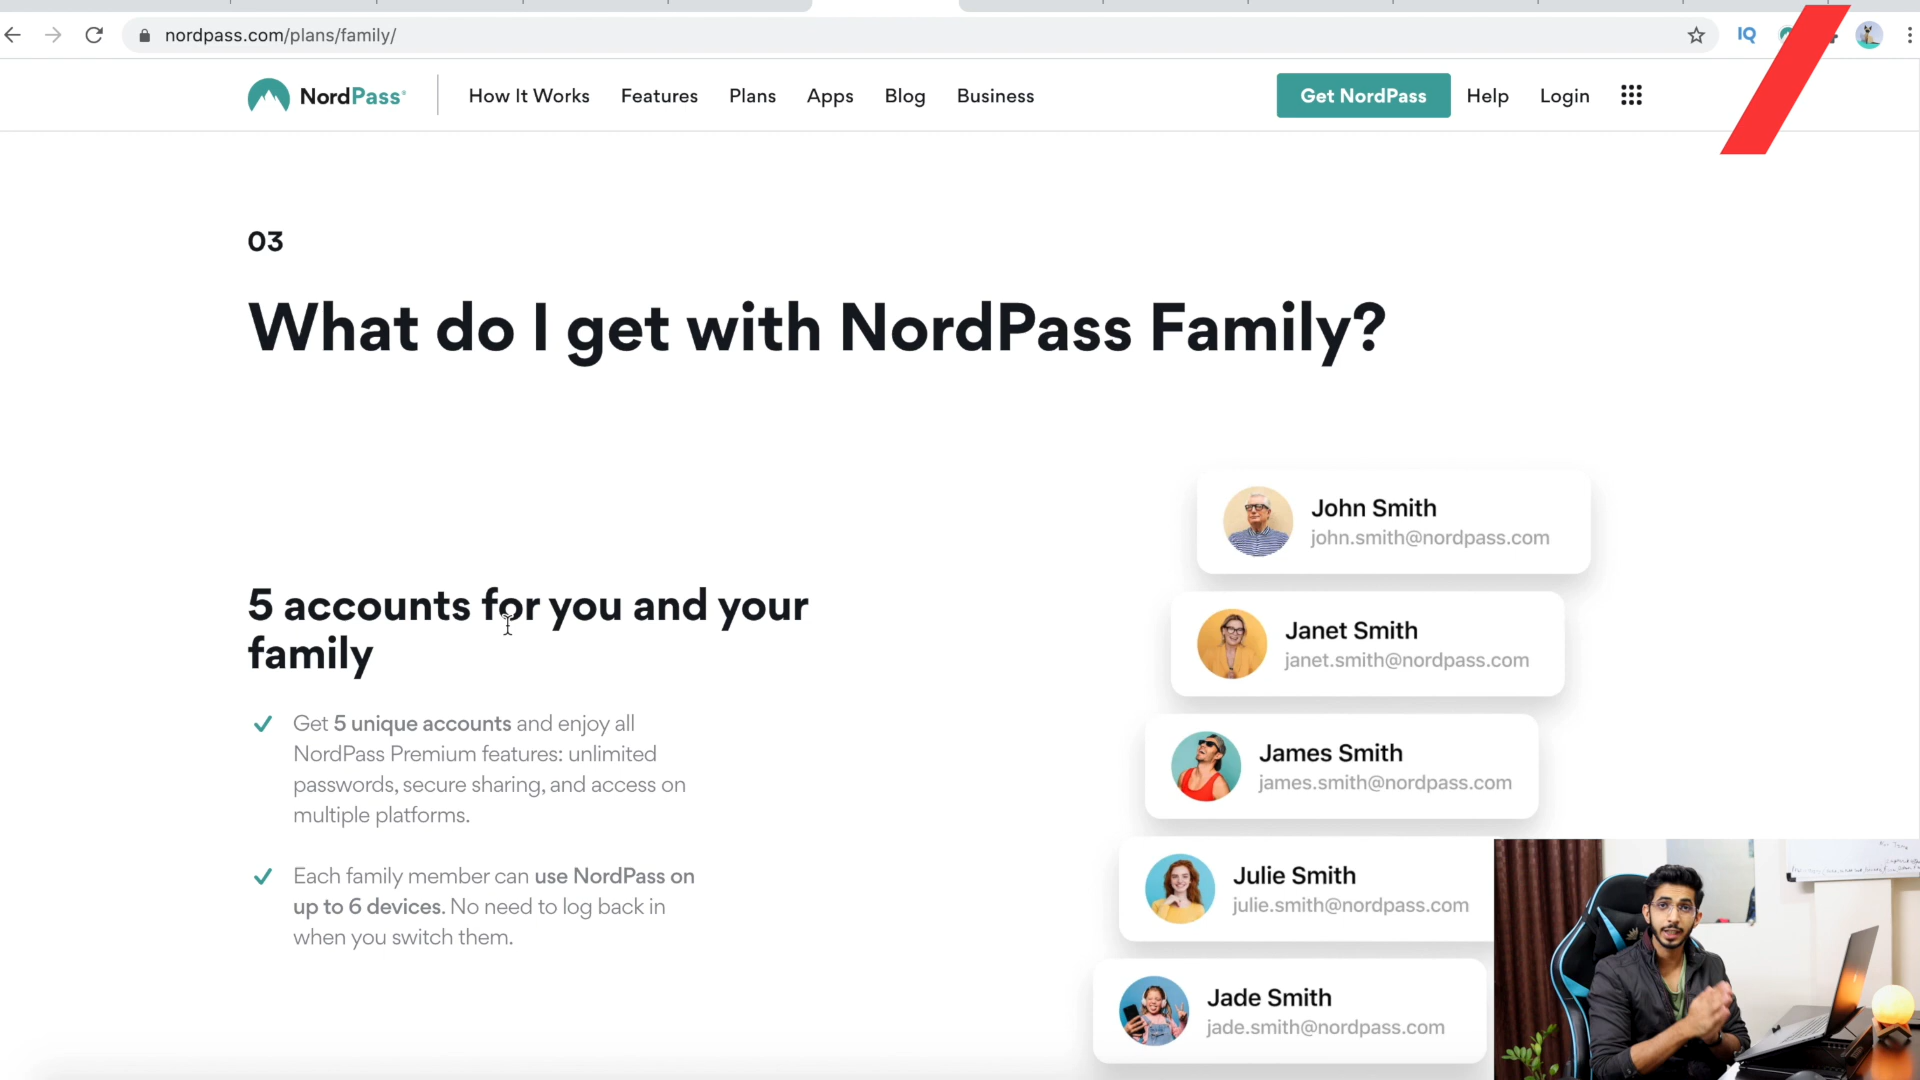 nordpass.com/plans/family/
IQ
NordPass®
How It Works
Features
Plans
Apps
Blog
Business
Get NordPass
Help
Login
03
What do I get with NordPass Family?
5 accounts for you and your
family
Get 5 unique accounts and enjoy all
NordPass Premium features: unlimited
passwords, secure sharing, and access on
multiple platforms.
Each family member can use NordPass on
up to 6 devices. No need to log back in
when you switch them.
John Smith
john.smith@nordpass.com
Janet Smith
janet.smith@nordpass.com
James Smith
james.smith@nordpass.com
Julie Smith
julie.smith@nordpass.com
Jade Smith
jade.smith@nordpass.com